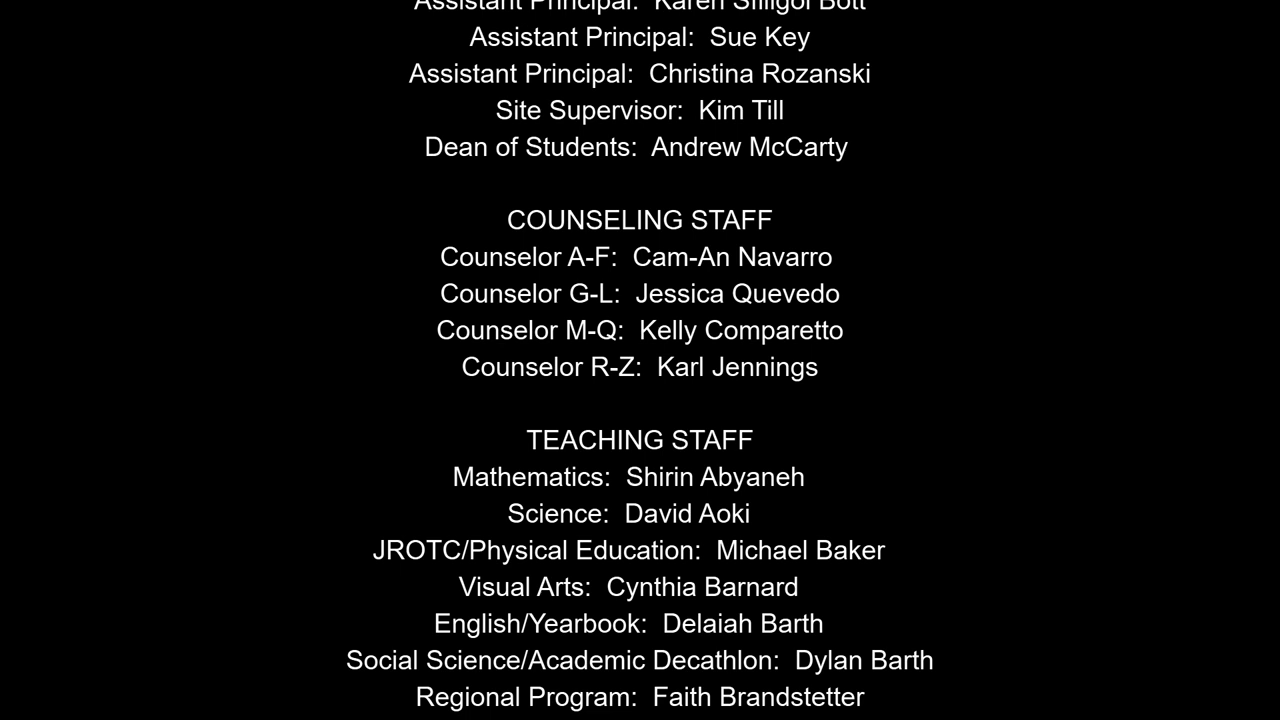 Assistant Principal: Karen Bott
Assistant Principal: Sue Key
Assistant Principal: Christina Rozanski
Site Supervisor: Kim Till
Dean of Students: Andrew McCarty
COUNSELING STAFF
Counselor A-F: Cam-An Navarro
Counselor G-L: Jessica Quevedo
Counselor M-Q: Kelly Comparetto
Counselor R-Z: Karl Jennings
TEACHING STAFF
Mathematics: Shirin Abyaneh
Science: David Aoki
JROTC/Physical Education: Michael Baker
Visual Arts: Cynthia Barnard
English/Yearbook: Delaiah Barth
Social Science/Academic Decathlon: Dylan Barth
Regional Program: Faith Brandstetter